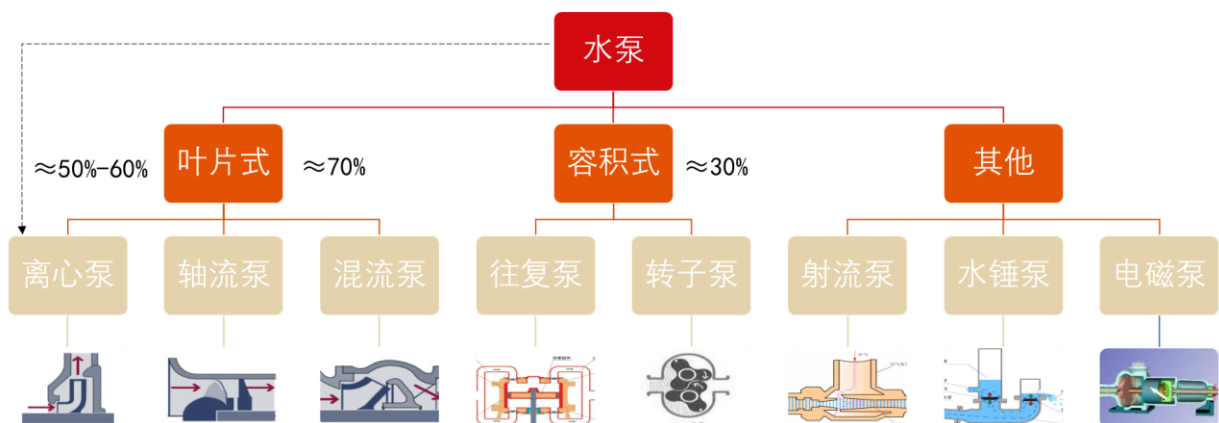 水泵
≈50%-60%
叶片式
≈70%
容积式
≈30%
其他
离心泵
轴流泵
混流泵
往复泵
转子泵
射流泵
水锤泵
电磁泵